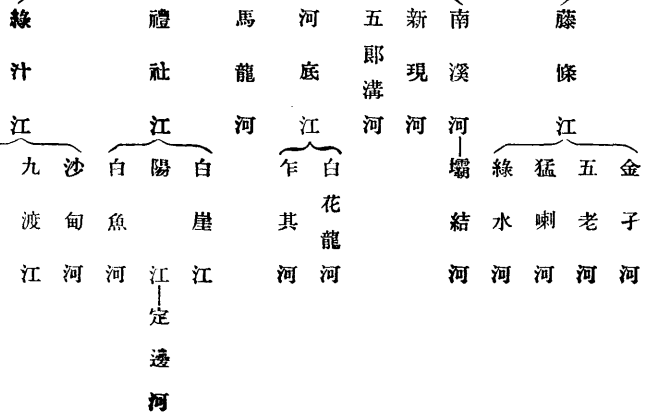 藤條江
南溪河
新現河
五郎溝河
河底江
馬龍河
禮社江
綠汁江
金子河
五老河
猛喇河
綠水河
壩結河
白花龍河
乍其河
白崖江
陽江
白魚河
沙甸河
九渡江
定邊河